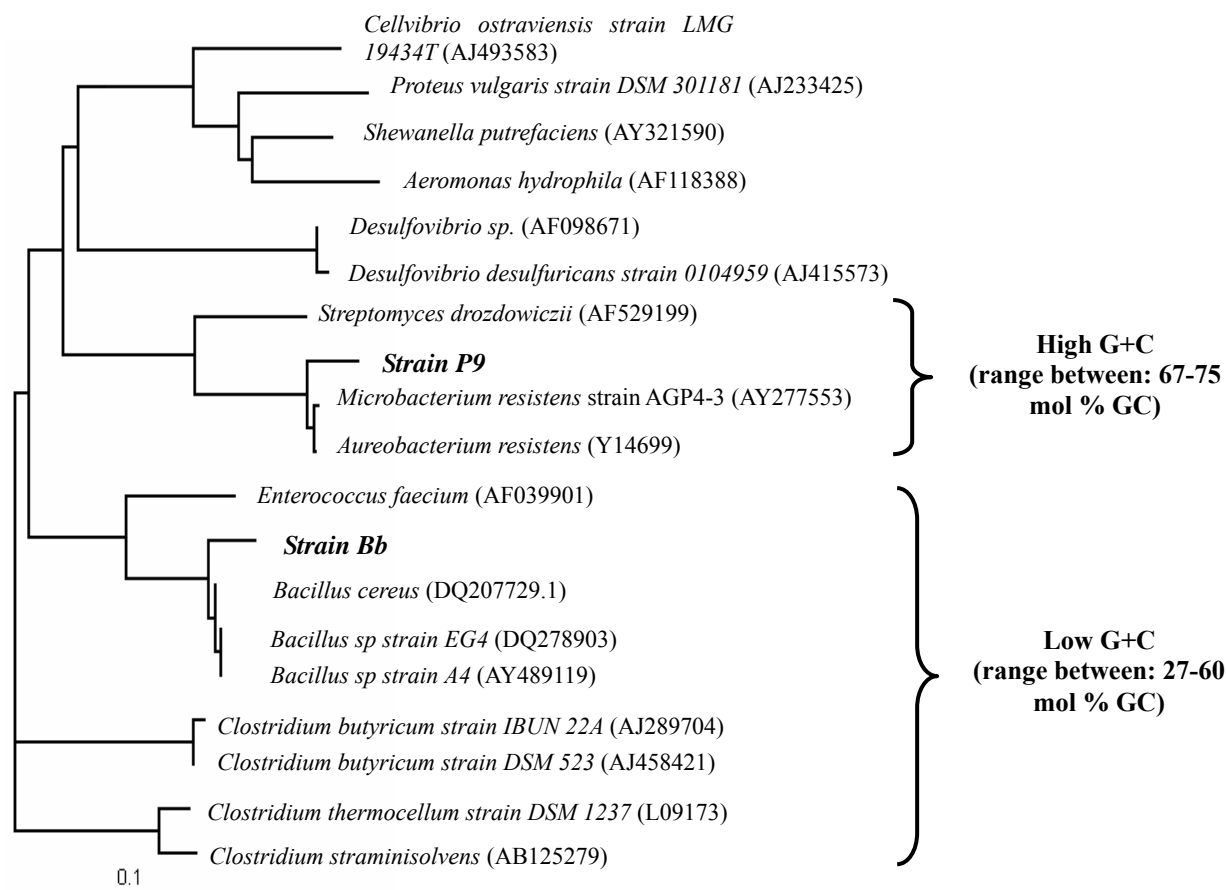 Cellvibrio ostraviensis strain LMG
19434T (AJ493583)
Proteus vulgaris strain DSM 301181 (AJ233425)
Shewanella putrefaciens (AY321590)
Aeromonas hydrophila (AF118388)
Desulfovibrio sp. (AF098671)
Desulfovibrio desulfuricans strain 0104959 (AJ415573)
Streptomyces drozdowiczii (AF529199)
Strain P9
Microbacterium resistens strain AGP4-3 (AY277553)
Aureobacterium resistens (Y14699)
High G+C
(range between: 67-75
mol % GC)
Enterococcus faecium (AF039901)
Strain Bb
Bacillus cereus (DQ207729.1)
Bacillus sp strain EG4 (DQ278903)
Bacillus sp strain A4 (AY489119)
Clostridium butyricum strain IBUN 22A (AJ289704)
Clostridium butyricum strain DSM 523 (AJ458421)
Clostridium thermocellum strain DSM 1237 (L09173)
Clostridium straminisolvens (AB125279)
Low G+C
(range between: 27-60
mol % GC)
0.1